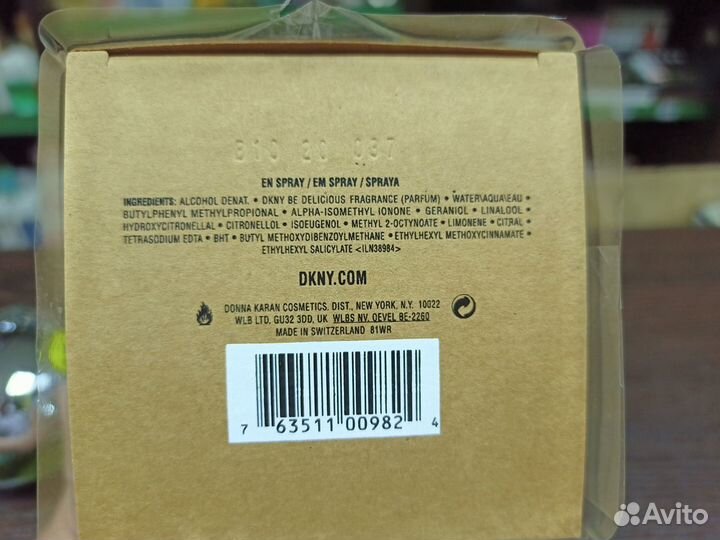 B10 20 037
EN SPRAY / EM SPRAY / SPRAYA
INGREDIENTS: ALCOHOL DENAT. • DKNY BE DELICIOUS FRAGRANCE (PARFUM) • WATER\AQUA\EAU •
BUTYLPHENYL METHYLPROPIONAL • ALPHA-ISOMETHYL IONONE • GERANIOL • LINALOOL •
HYDROXYCITRONELLAL • CITRONELLOL • ISOEUGENOL • METHYL 2-OCTYNOATE • LIMONENE • CITRAL •
TETRASODIUM EDTA • BHT • BUTYL METHOXYDIBENZOYLMETHANE • ETHYLHEXYL METHOXYCINNAMATE •
ETHYLHEXYL SALICYLATE <ILN38984>
DKNY.COM
DONNA KARAN COSMETICS, DIST., NEW YORK, N.Y. 10022
WLB LTD, GU32 3DD, UK WLBS NV. OEVEL BE-2260
MADE IN SWITZERLAND 81WR
7 63511 00982 4
Avito